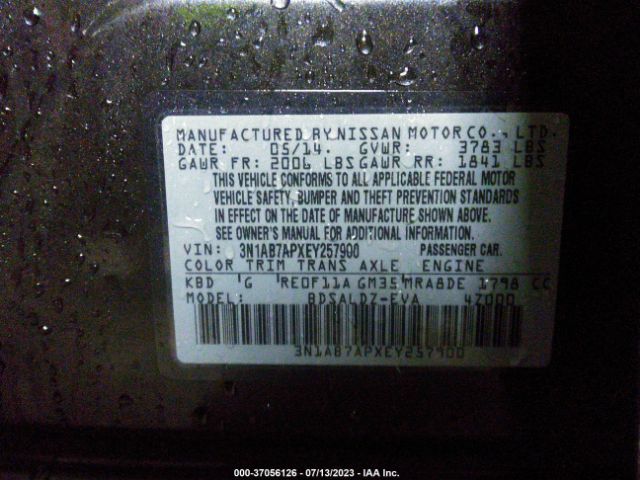 MANUFACTURED BY NISSAN MOTOR CO., LTD.
DATE: 05/14. GVWR: 3783 LBS
GAWR FR: 2006 LBS GAWR RR: 1841 LBS
THIS VEHICLE CONFORMS TO ALL APPLICABLE FEDERAL MOTOR
VEHICLE SAFETY, BUMPER AND THEFT PREVENTION STANDARDS
IN EFFECT ON THE DATE OF MANUFACTURE SHOWN ABOVE.
SEE OWNER'S MANUAL FOR ADDITIONAL INFORMATION.
VIN: 3N1AB7APXEY257900 PASSENGER CAR.
COLOR TRIM TRANS AXLE ENGINE
KBD G RE0F11A GM35 MRA8DE 1798 CC
MODEL: BDSALDZ-EVA 47000
3N1AB7APXEY257900
000-37056126 - 07/13/2023 - IAA Inc.